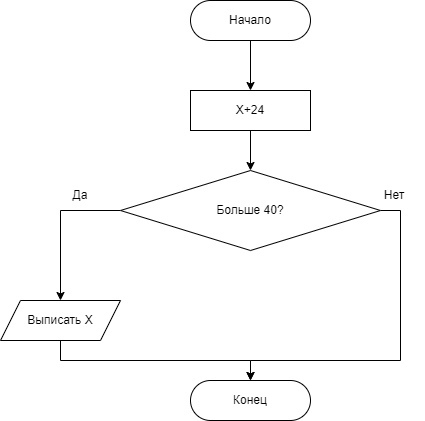 Начало
X+24
Больше 40?
Да
Нет
Выписать X
Конец